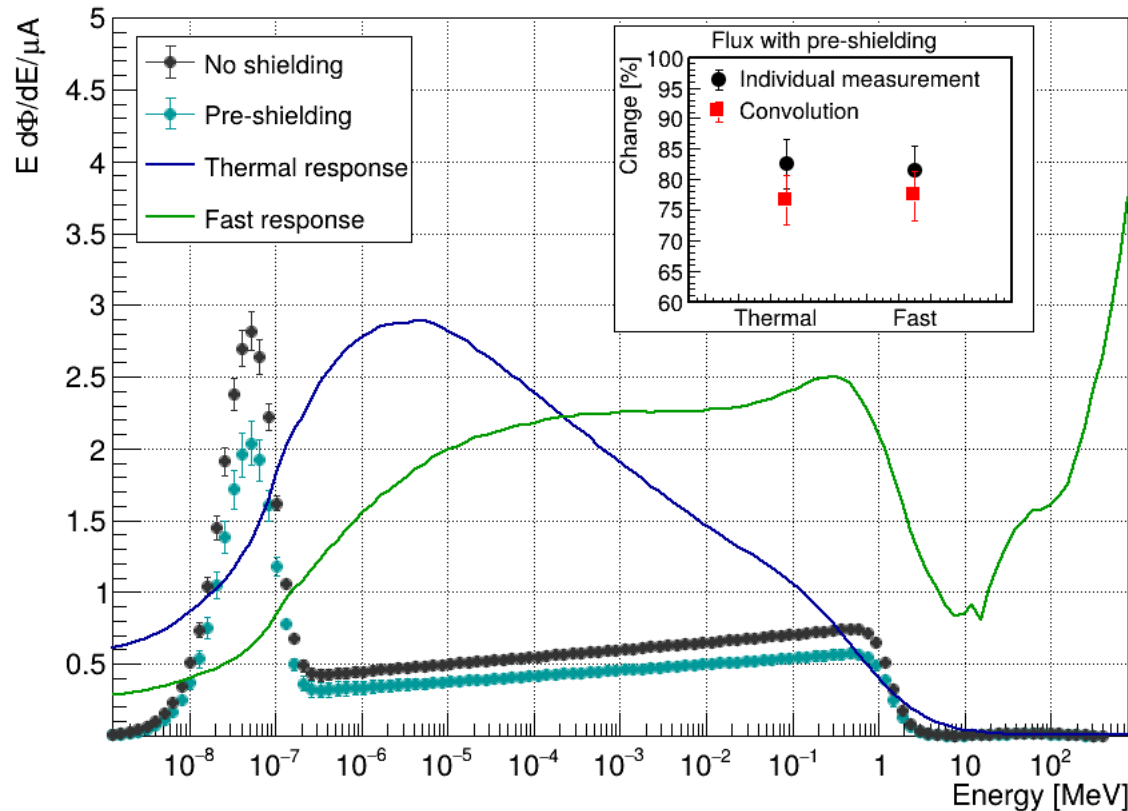 E dΦ/dE/μA
5
4.5
4
3.5
3
2.5
2
1.5
1
0.5
No shielding
Pre-shielding
Thermal response
Fast response
Flux with pre-shielding
Change [%]
100
95
90
85
80
75
70
65
60
Individual measurement
Convolution
Thermal Fast
10⁻⁸ 10⁻⁷ 10⁻⁶ 10⁻⁵ 10⁻⁴ 10⁻³ 10⁻² 10⁻¹ 1 10 10²
Energy [MeV]